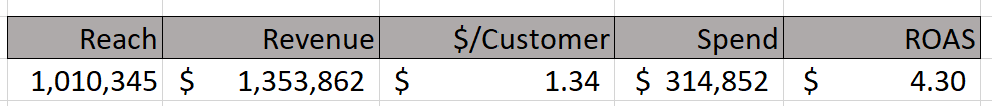 Reach Revenue $/Customer Spend ROAS
1,010,345 $ 1,353,862 $ 1.34 $ 314,852 $ 4.30